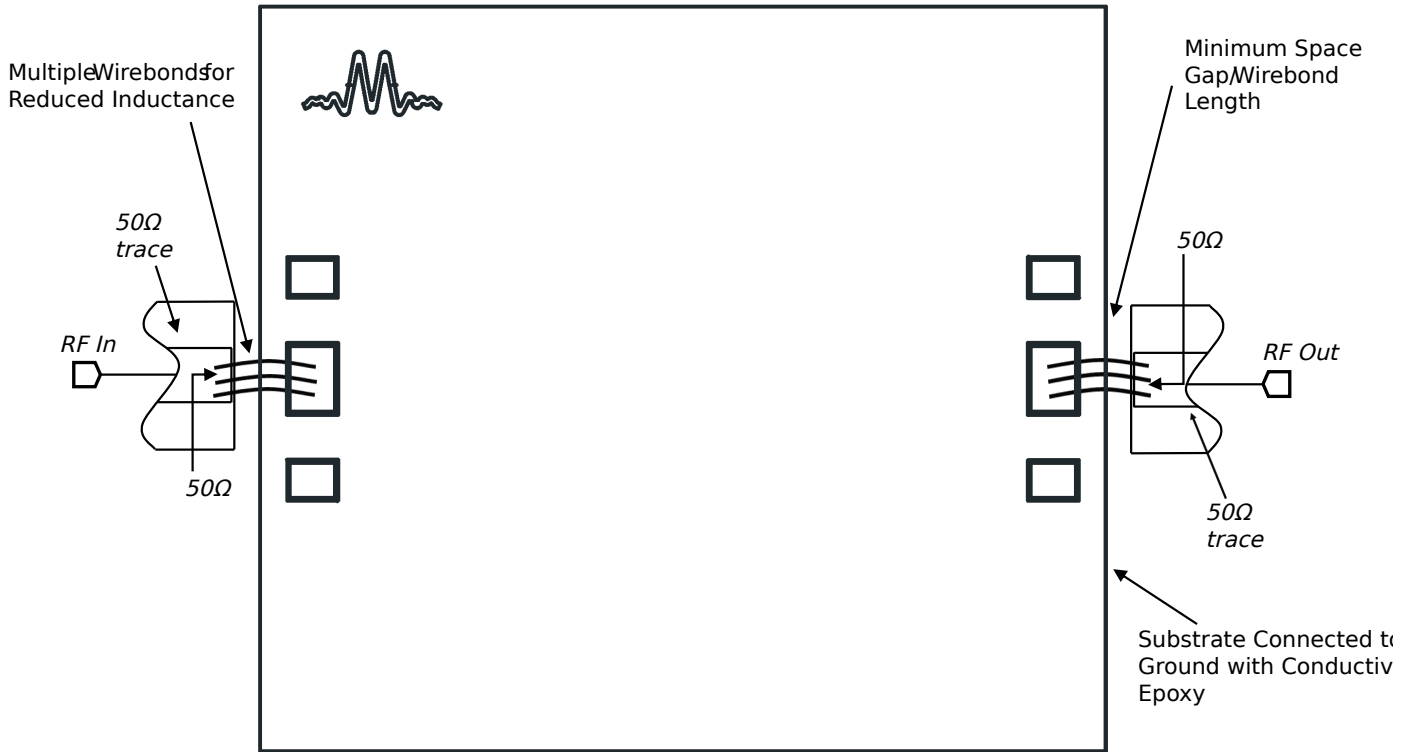 Multiple Wirebonds for
Reduced Inductance
Minimum Space
Gap/Wirebond
Length
50Ω
trace
50Ω
RF In
RF Out
50Ω
50Ω
trace
Substrate Connected to
Ground with Conductiv
Epoxy